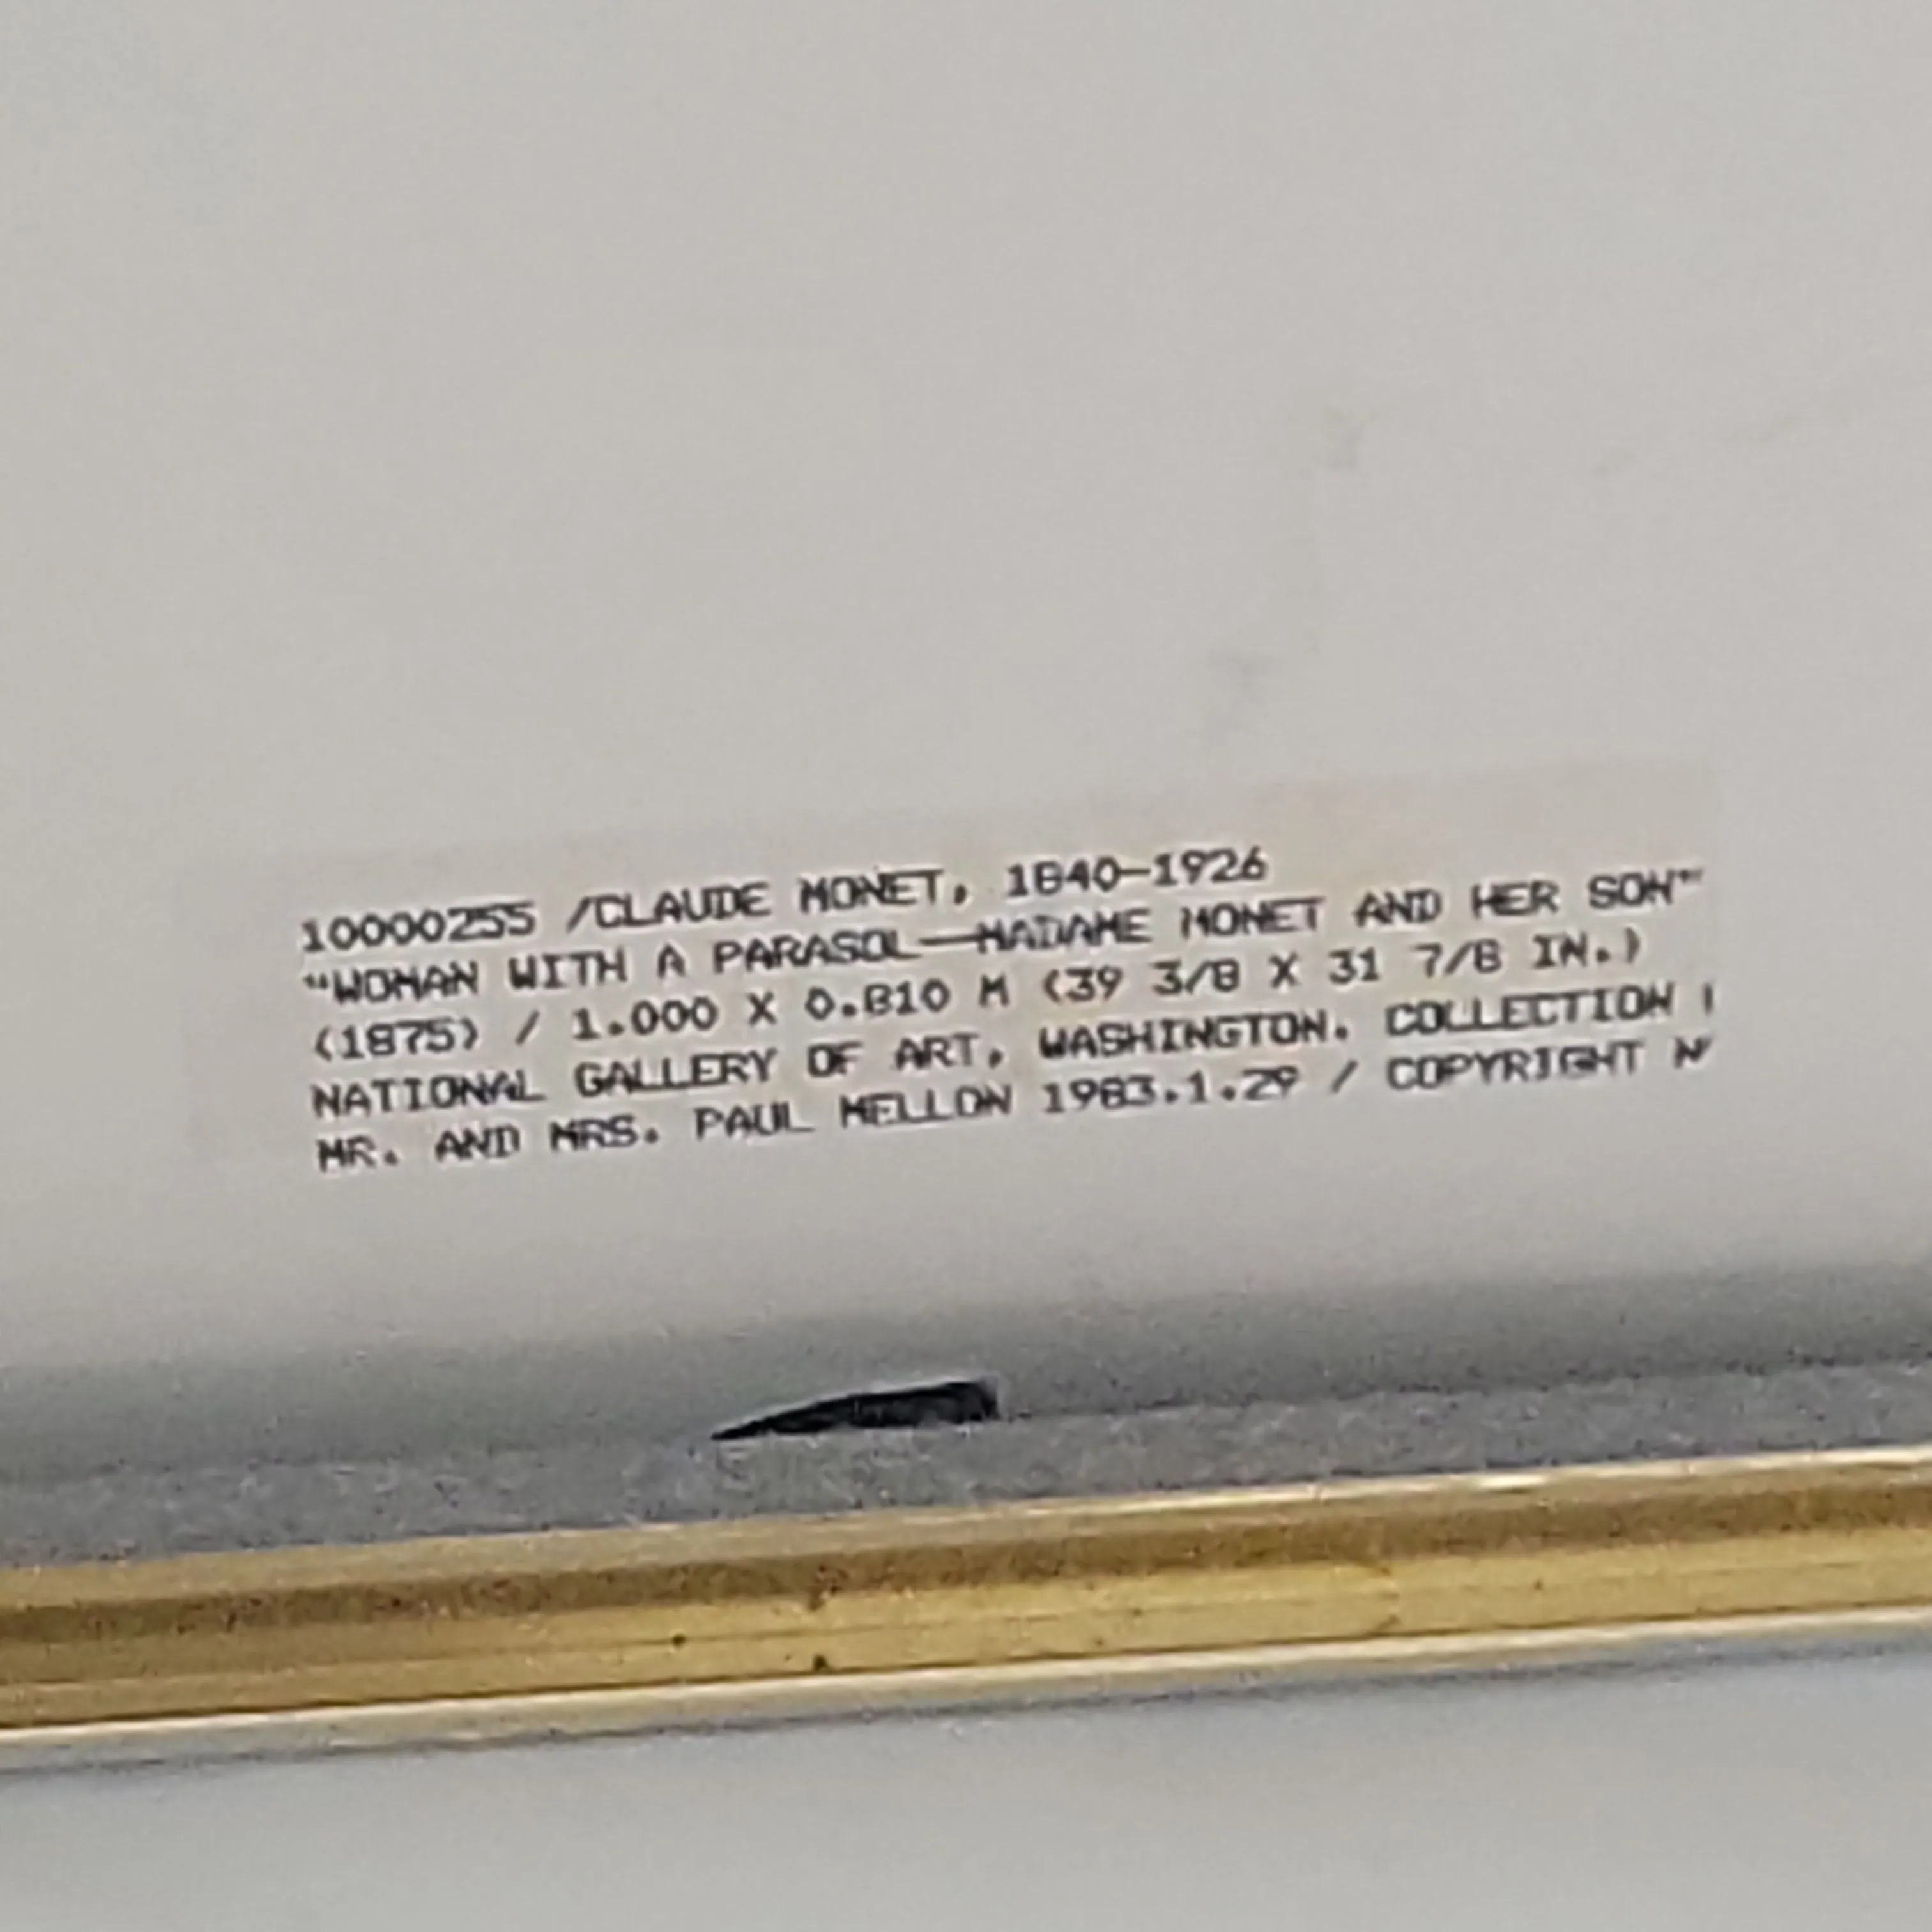 10000255 /CLAUDE MONET, 1840-1926
"WOMAN WITH A PARASOL—MADAME MONET AND HER SON"
(1875) / 1.000 X 0.810 M (39 3/8 X 31 7/8 IN.)
NATIONAL GALLERY OF ART, WASHINGTON. COLLECTION
MR. AND MRS. PAUL MELLON 1983.1.29 / COPYRIGHT